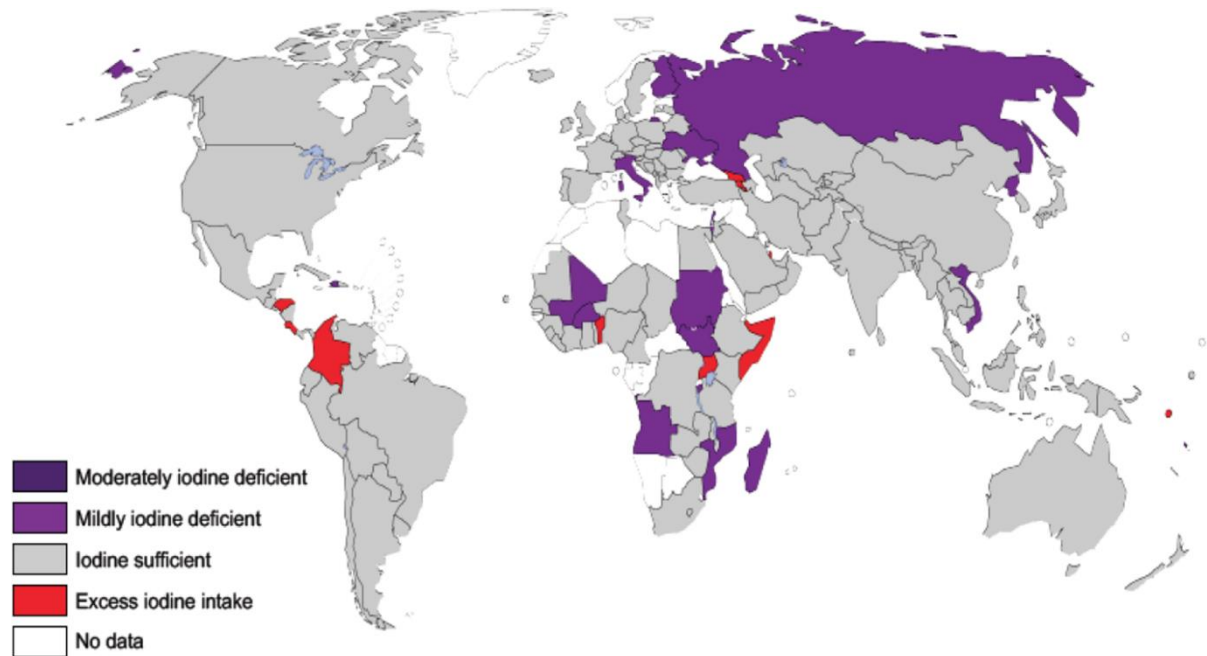 Moderately iodine deficient
Mildly iodine deficient
Iodine sufficient
Excess iodine intake
No data